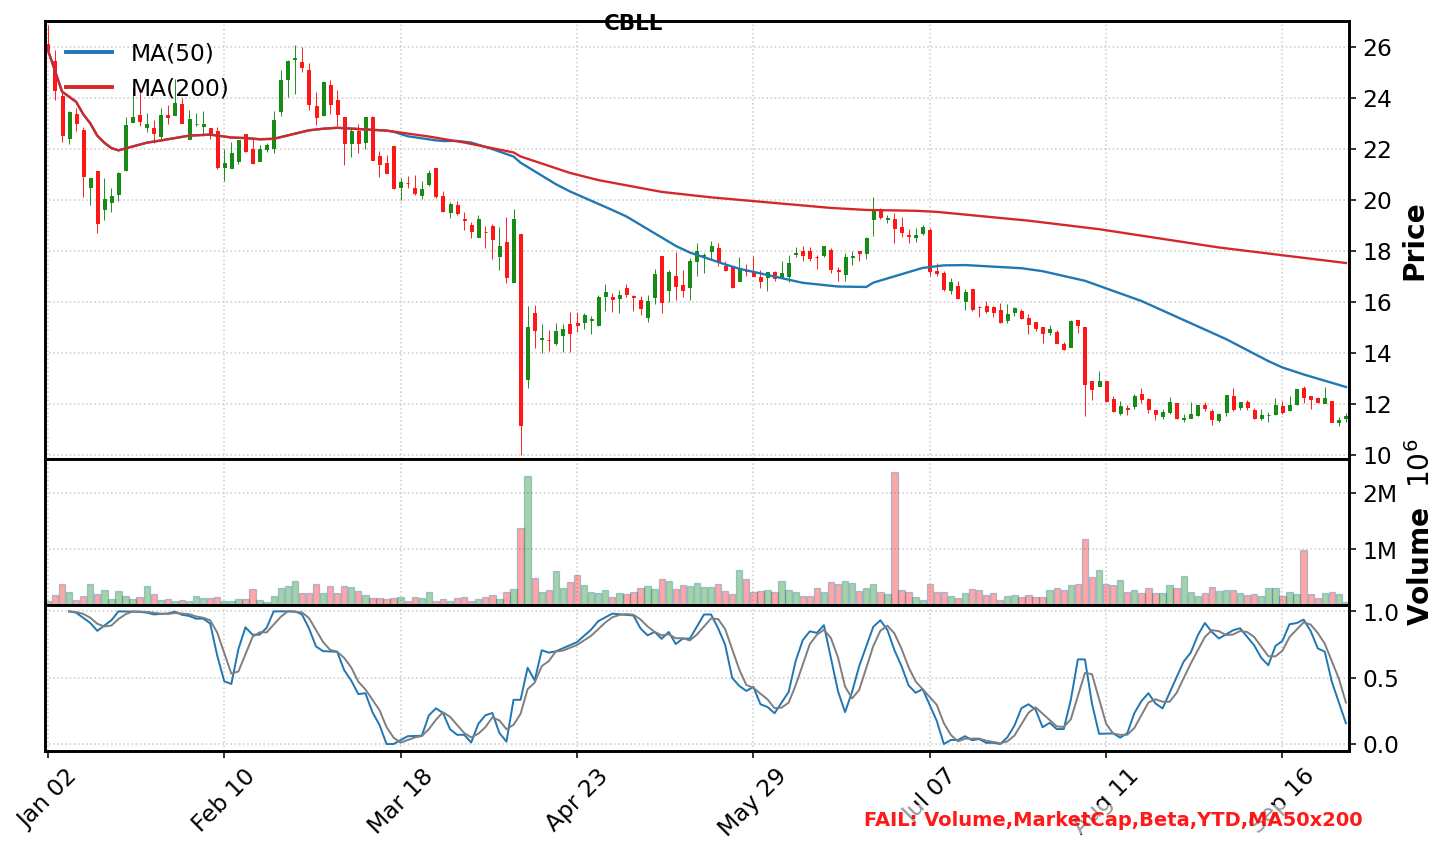 CBLL
MA(50)
MA(200)
26
24
22
20
18
16
14
12
10
Price
2M
1M
Volume 10^6
1.0
0.5
0.0
Jan 02
Feb 10
Mar 18
Apr 23
May 29
Jul 07
Aug 11
Sep 16
FAIL: Volume,MarketCap,Beta,YTD,MA50x200